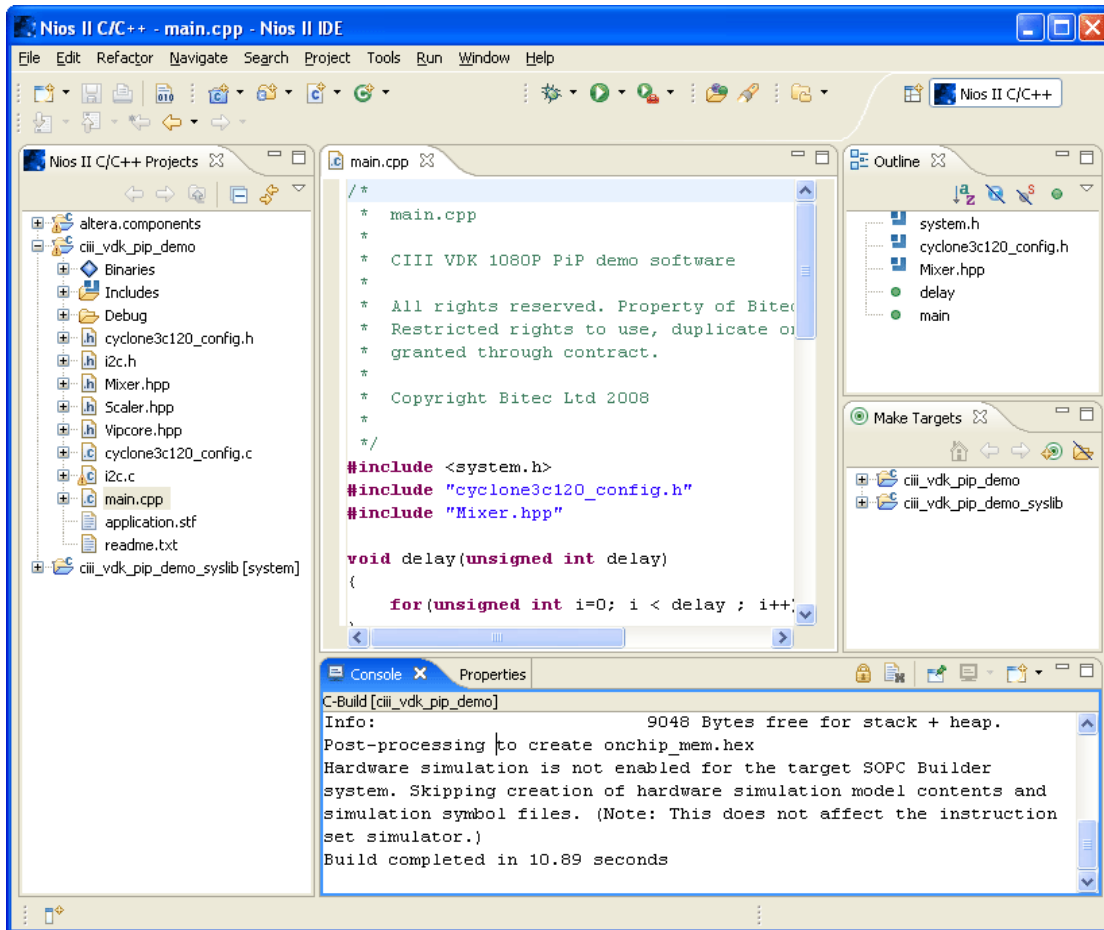 Nios II C/C++ - main.cpp - Nios II IDE
File Edit Refactor Navigate Search Project Tools Run Window Help
Nios II C/C++
Nios II C/C++ Projects
altera.components
ciii_vdk_pip_demo
Binaries
Includes
Debug
cyclone3c120_config.h
i2c.h
Mixer.hpp
Scaler.hpp
Vipcore.hpp
cyclone3c120_config.c
i2c.c
main.cpp
application.stf
readme.txt
ciii_vdk_pip_demo_syslib [system]
main.cpp
/*
* main.cpp
*
* CIII VDK 1080P PiP demo software
*
* All rights reserved. Property of Bitec
* Restricted rights to use, duplicate or
* granted through contract.
*
* Copyright Bitec Ltd 2008
*
*/
#include <system.h>
#include "cyclone3c120_config.h"
#include "Mixer.hpp"
void delay(unsigned int delay)
{
for(unsigned int i=0; i < delay ; i++)
Outline
system.h
cyclone3c120_config.h
Mixer.hpp
delay
main
Make Targets
ciii_vdk_pip_demo
ciii_vdk_pip_demo_syslib
Console Properties
C-Build [ciii_vdk_pip_demo]
Info: 9048 Bytes free for stack + heap.
Post-processing to create onchip_mem.hex
Hardware simulation is not enabled for the target SOPC Builder
system. Skipping creation of hardware simulation model contents and
simulation symbol files. (Note: This does not affect the instruction
set simulator.)
Build completed in 10.89 seconds